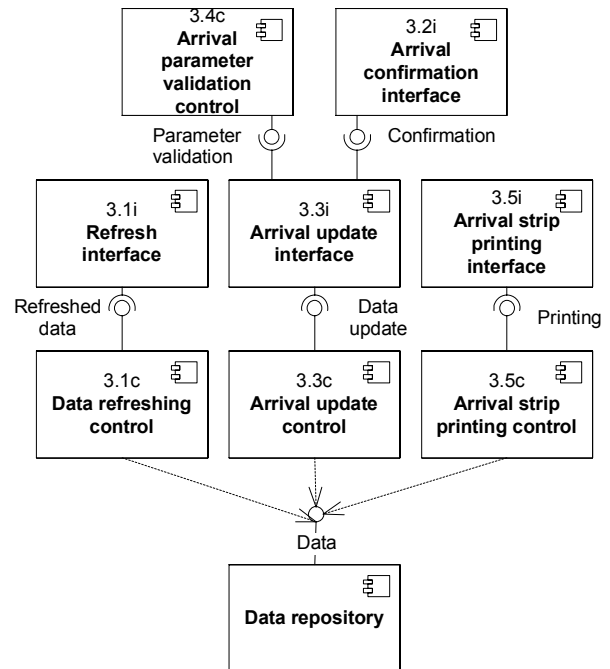 3.4c
Arrival
parameter
validation
control
3.2i
Arrival
confirmation
interface
Parameter
validation
Confirmation
3.1i
Refresh
interface
3.3i
Arrival update
interface
3.5i
Arrival strip
printing
interface
Refreshed
data
Data
update
Printing
3.1c
Data refreshing
control
3.3c
Arrival update
control
3.5c
Arrival strip
printing control
Data
Data repository